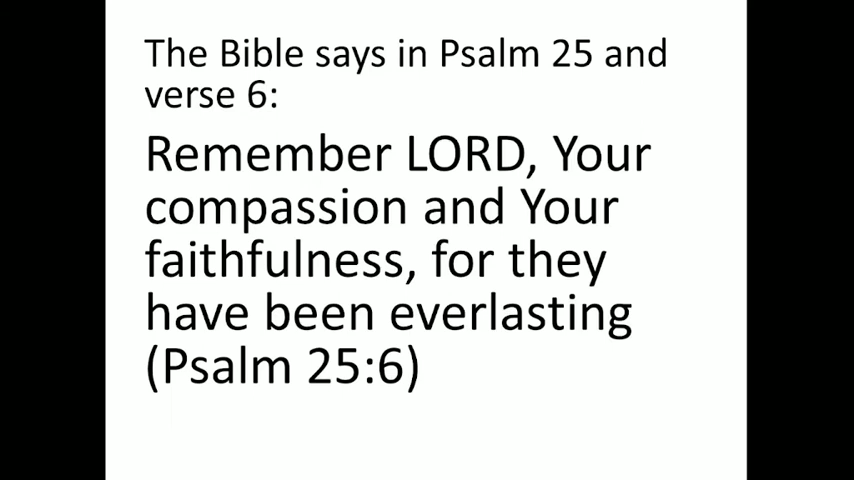 The Bible says in Psalm 25 and
verse 6:
Remember LORD, Your
compassion and Your
faithfulness, for they
have been everlasting
(Psalm 25:6)